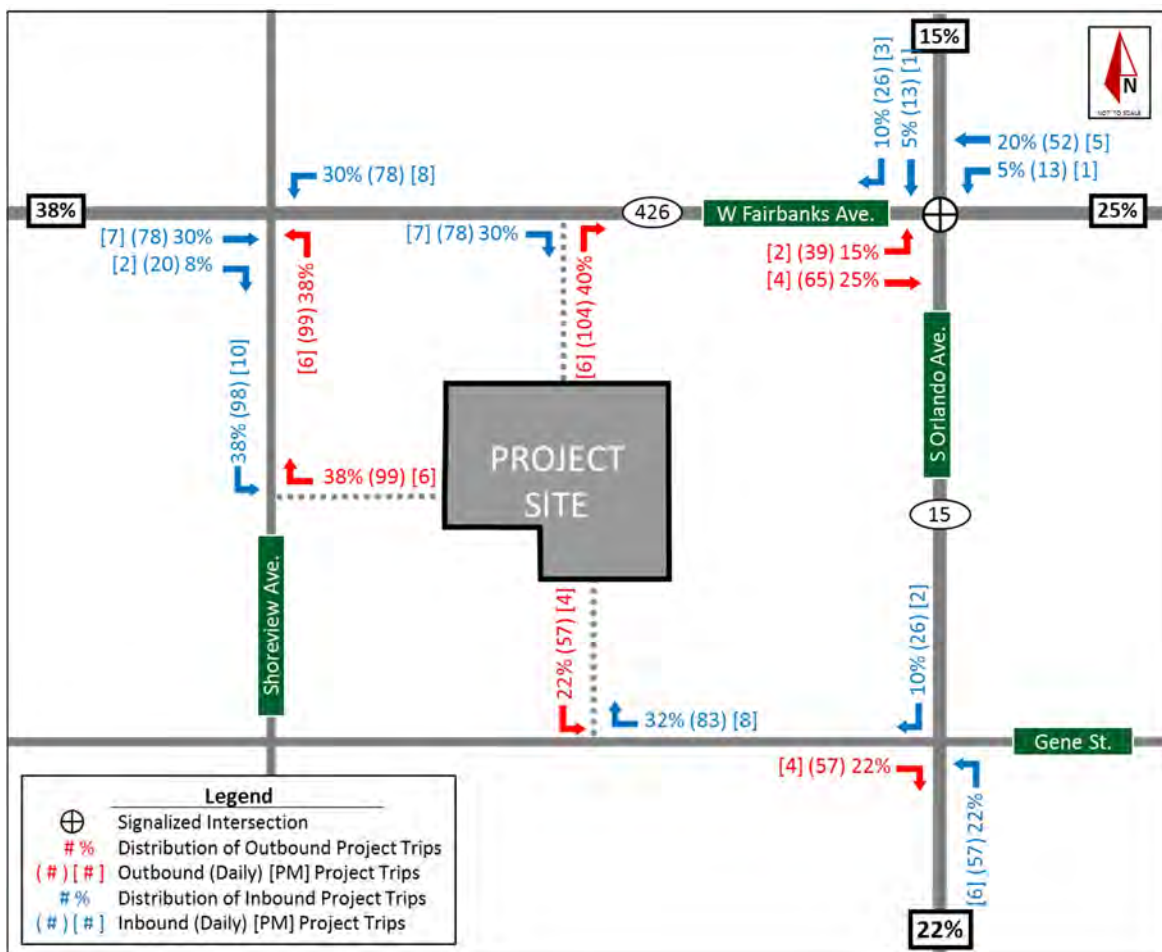 15%
10% (26) [3]
5% (13) [1]
N
NOT TO SCALE
20% (52) [5]
5% (13) [1]
30% (78) [8]
38%
426
W Fairbanks Ave.
25%
[7] (78) 30%
[2] (20) 8%
[7] (78) 30%
[2] (39) 15%
[4] (65) 25%
[6] (99) 38%
[6] (104) 40%
38% (98) [10]
S Orlando Ave.
PROJECT
SITE
38% (99) [6]
15
Shoreview Ave.
22% (57) [4]
10% (26) [2]
32% (83) [8]
Gene St.
[4] (57) 22%
[6] (57) 22%
22%
Legend
Signalized Intersection
# % Distribution of Outbound Project Trips
( # ) [ # ] Outbound (Daily) [PM] Project Trips
# % Distribution of Inbound Project Trips
( # ) [ # ] Inbound (Daily) [PM] Project Trips